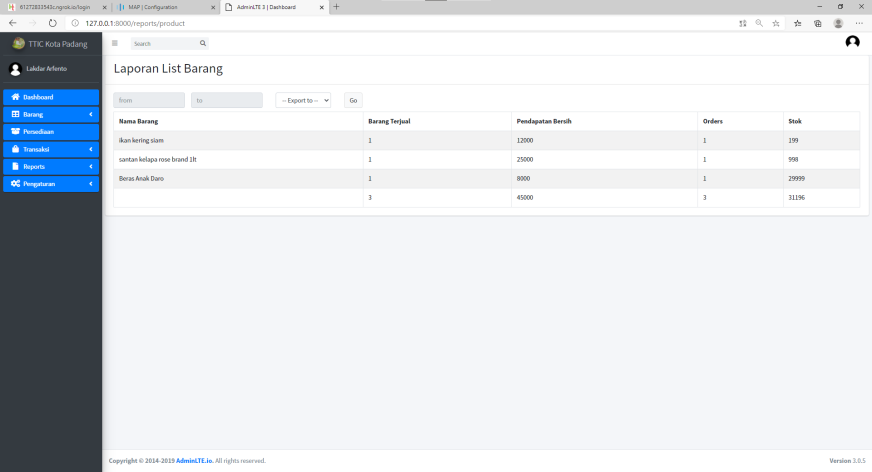 61272833543c.ngrok.io/login
MAP | Configuration
AdminLTE 3 | Dashboard
127.0.0.1:8000/reports/product
TTIC Kota Padang
Search
Lakdar Arfento
Laporan List Barang
Dashboard
Barang
Persediaan
Transaksi
Reports
Pengaturan
from
to
-- Export to --
Go
Nama Barang Barang Terjual Pendapatan Bersih Orders Stok
ikan kering siam 1 12000 1 199
santan kelapa rose brand 1lt 1 25000 1 998
Beras Anak Daro 1 8000 1 29999
3 45000 3 31196
Copyright © 2014-2019 AdminLTE.io. All rights reserved.
Version 3.0.5